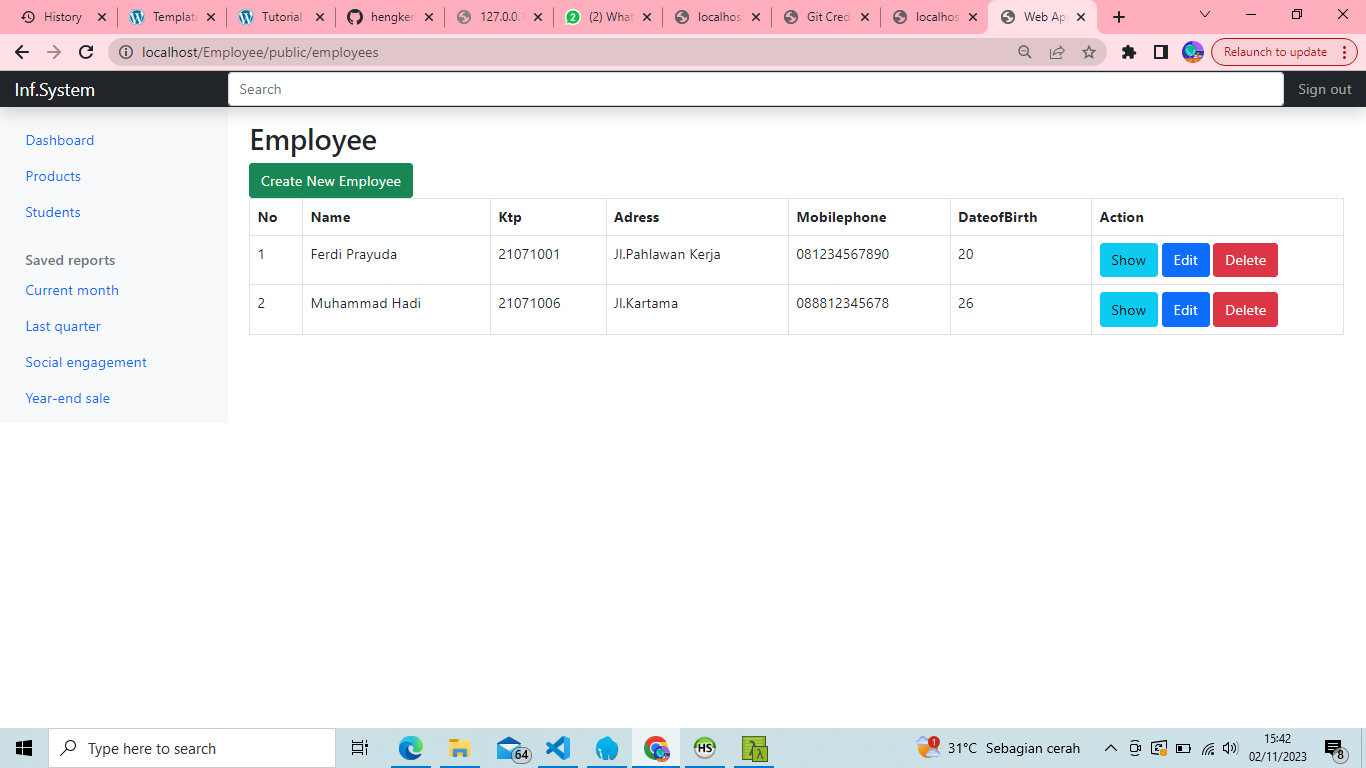 History Template Tutorial hengker 127.0.0.1 (2) What localhos Git Cred localhos Web Ap
localhost/Employee/public/employees Relaunch to update
Inf.System Search Sign out
Dashboard
Products
Students
Saved reports
Current month
Last quarter
Social engagement
Year-end sale
Employee
Create New Employee
No Name Ktp Adress Mobilephone DateofBirth Action
1 Ferdi Prayuda 21071001 Jl.Pahlawan Kerja 081234567890 20 Show Edit Delete
2 Muhammad Hadi 21071006 Jl.Kartama 088812345678 26 Show Edit Delete
Type here to search 64 HS λ 1 31°C Sebagian cerah 15:42
02/11/2023 8